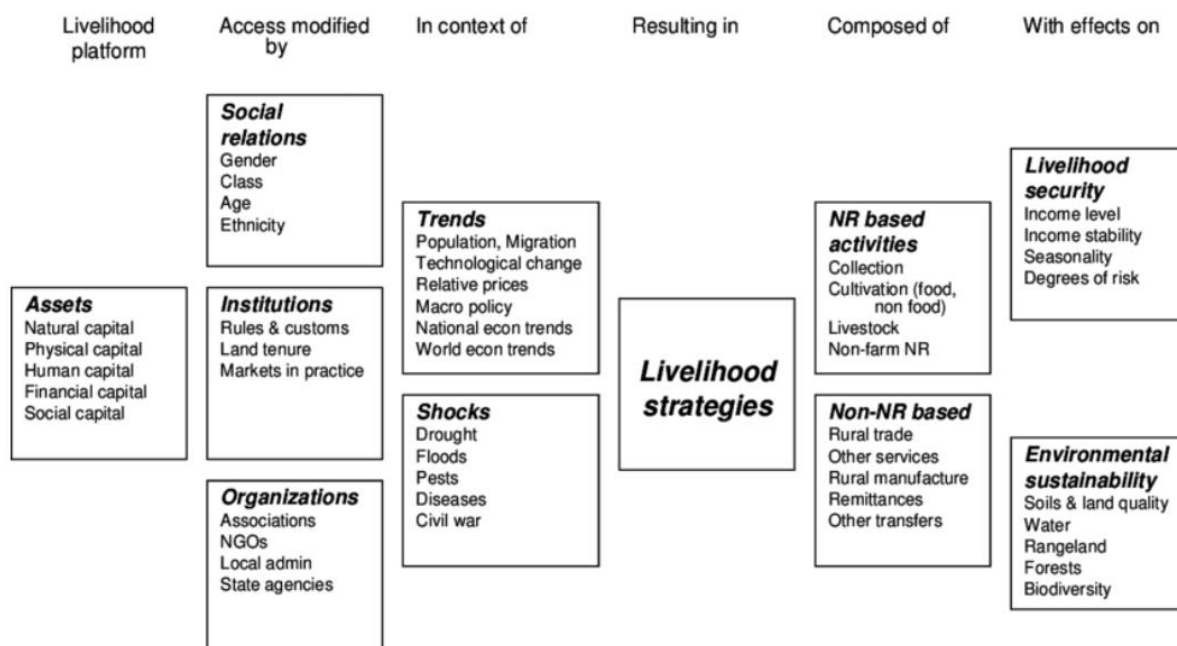 Livelihood
platform
Access modified
by
In context of
Resulting in
Composed of
With effects on
Assets
Natural capital
Physical capital
Human capital
Financial capital
Social capital
Social
relations
Gender
Class
Age
Ethnicity
Institutions
Rules & customs
Land tenure
Markets in practice
Organizations
Associations
NGOs
Local admin
State agencies
Trends
Population, Migration
Technological change
Relative prices
Macro policy
National econ trends
World econ trends
Shocks
Drought
Floods
Pests
Diseases
Civil war
Livelihood
strategies
NR based
activities
Collection
Cultivation (food,
non food)
Livestock
Non-farm NR
Non-NR based
Rural trade
Other services
Rural manufacture
Remittances
Other transfers
Livelihood
security
Income level
Income stability
Seasonality
Degrees of risk
Environmental
sustainability
Soils & land quality
Water
Rangeland
Forests
Biodiversity